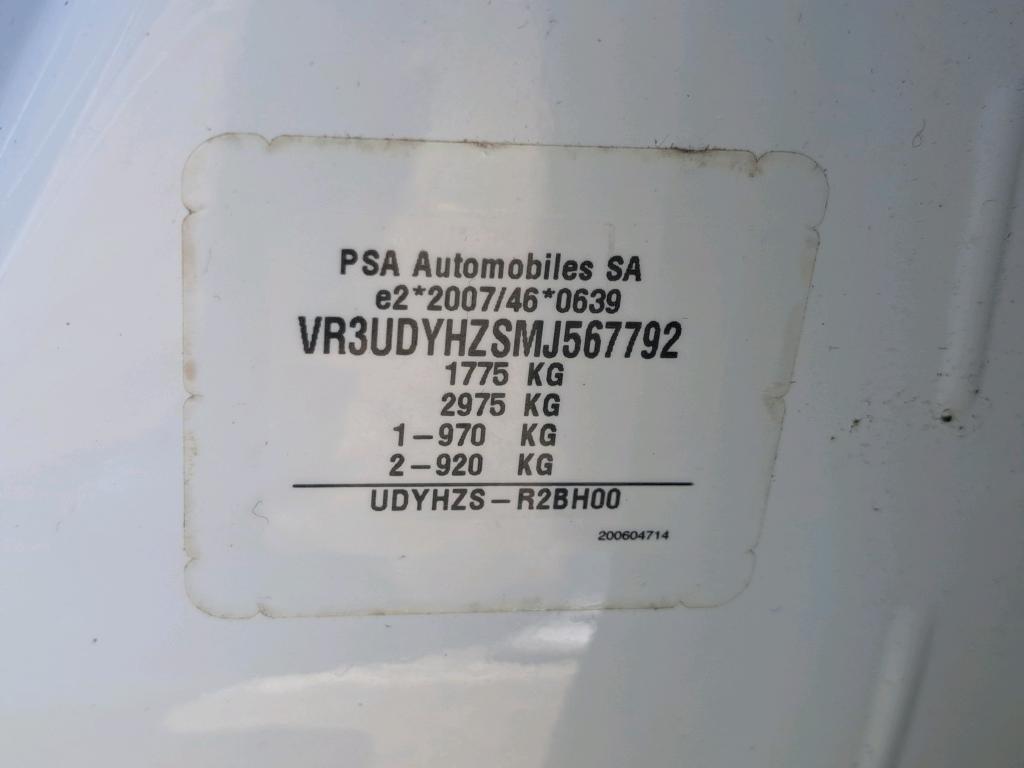 PSA Automobiles SA
e2*2007/46*0639
VR3UDYHZSMJ567792
1775 KG
2975 KG
1-970 KG
2-920 KG
UDYHZS-R2BH00
200604714